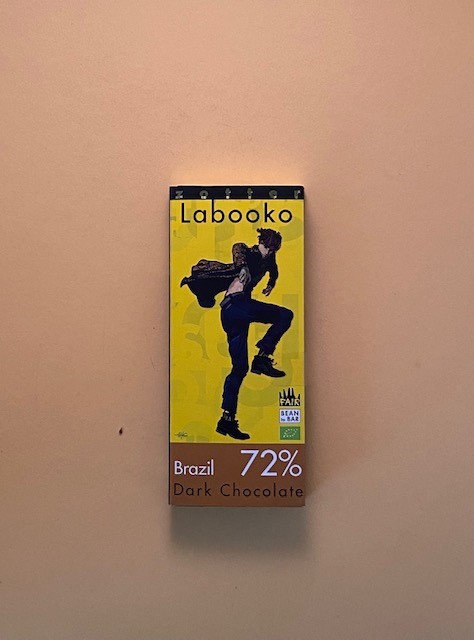 zotter
Labooko
FAIR
BEAN
to BAR
Brazil 72%
Dark Chocolate